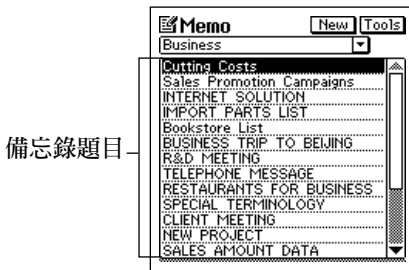 Memo New Tools
Business
Cutting Costs
Sales Promotion Campaigns
INTERNET SOLUTION
IMPORT PARTS LIST
Bookstore List
BUSINESS TRIP TO BEIJING
R&D MEETING
TELEPHONE MESSAGE
RESTAURANTS FOR BUSINESS
SPECIAL TERMINOLOGY
CLIENT MEETING
NEW PROJECT
SALES AMOUNT DATA
備忘錄題目